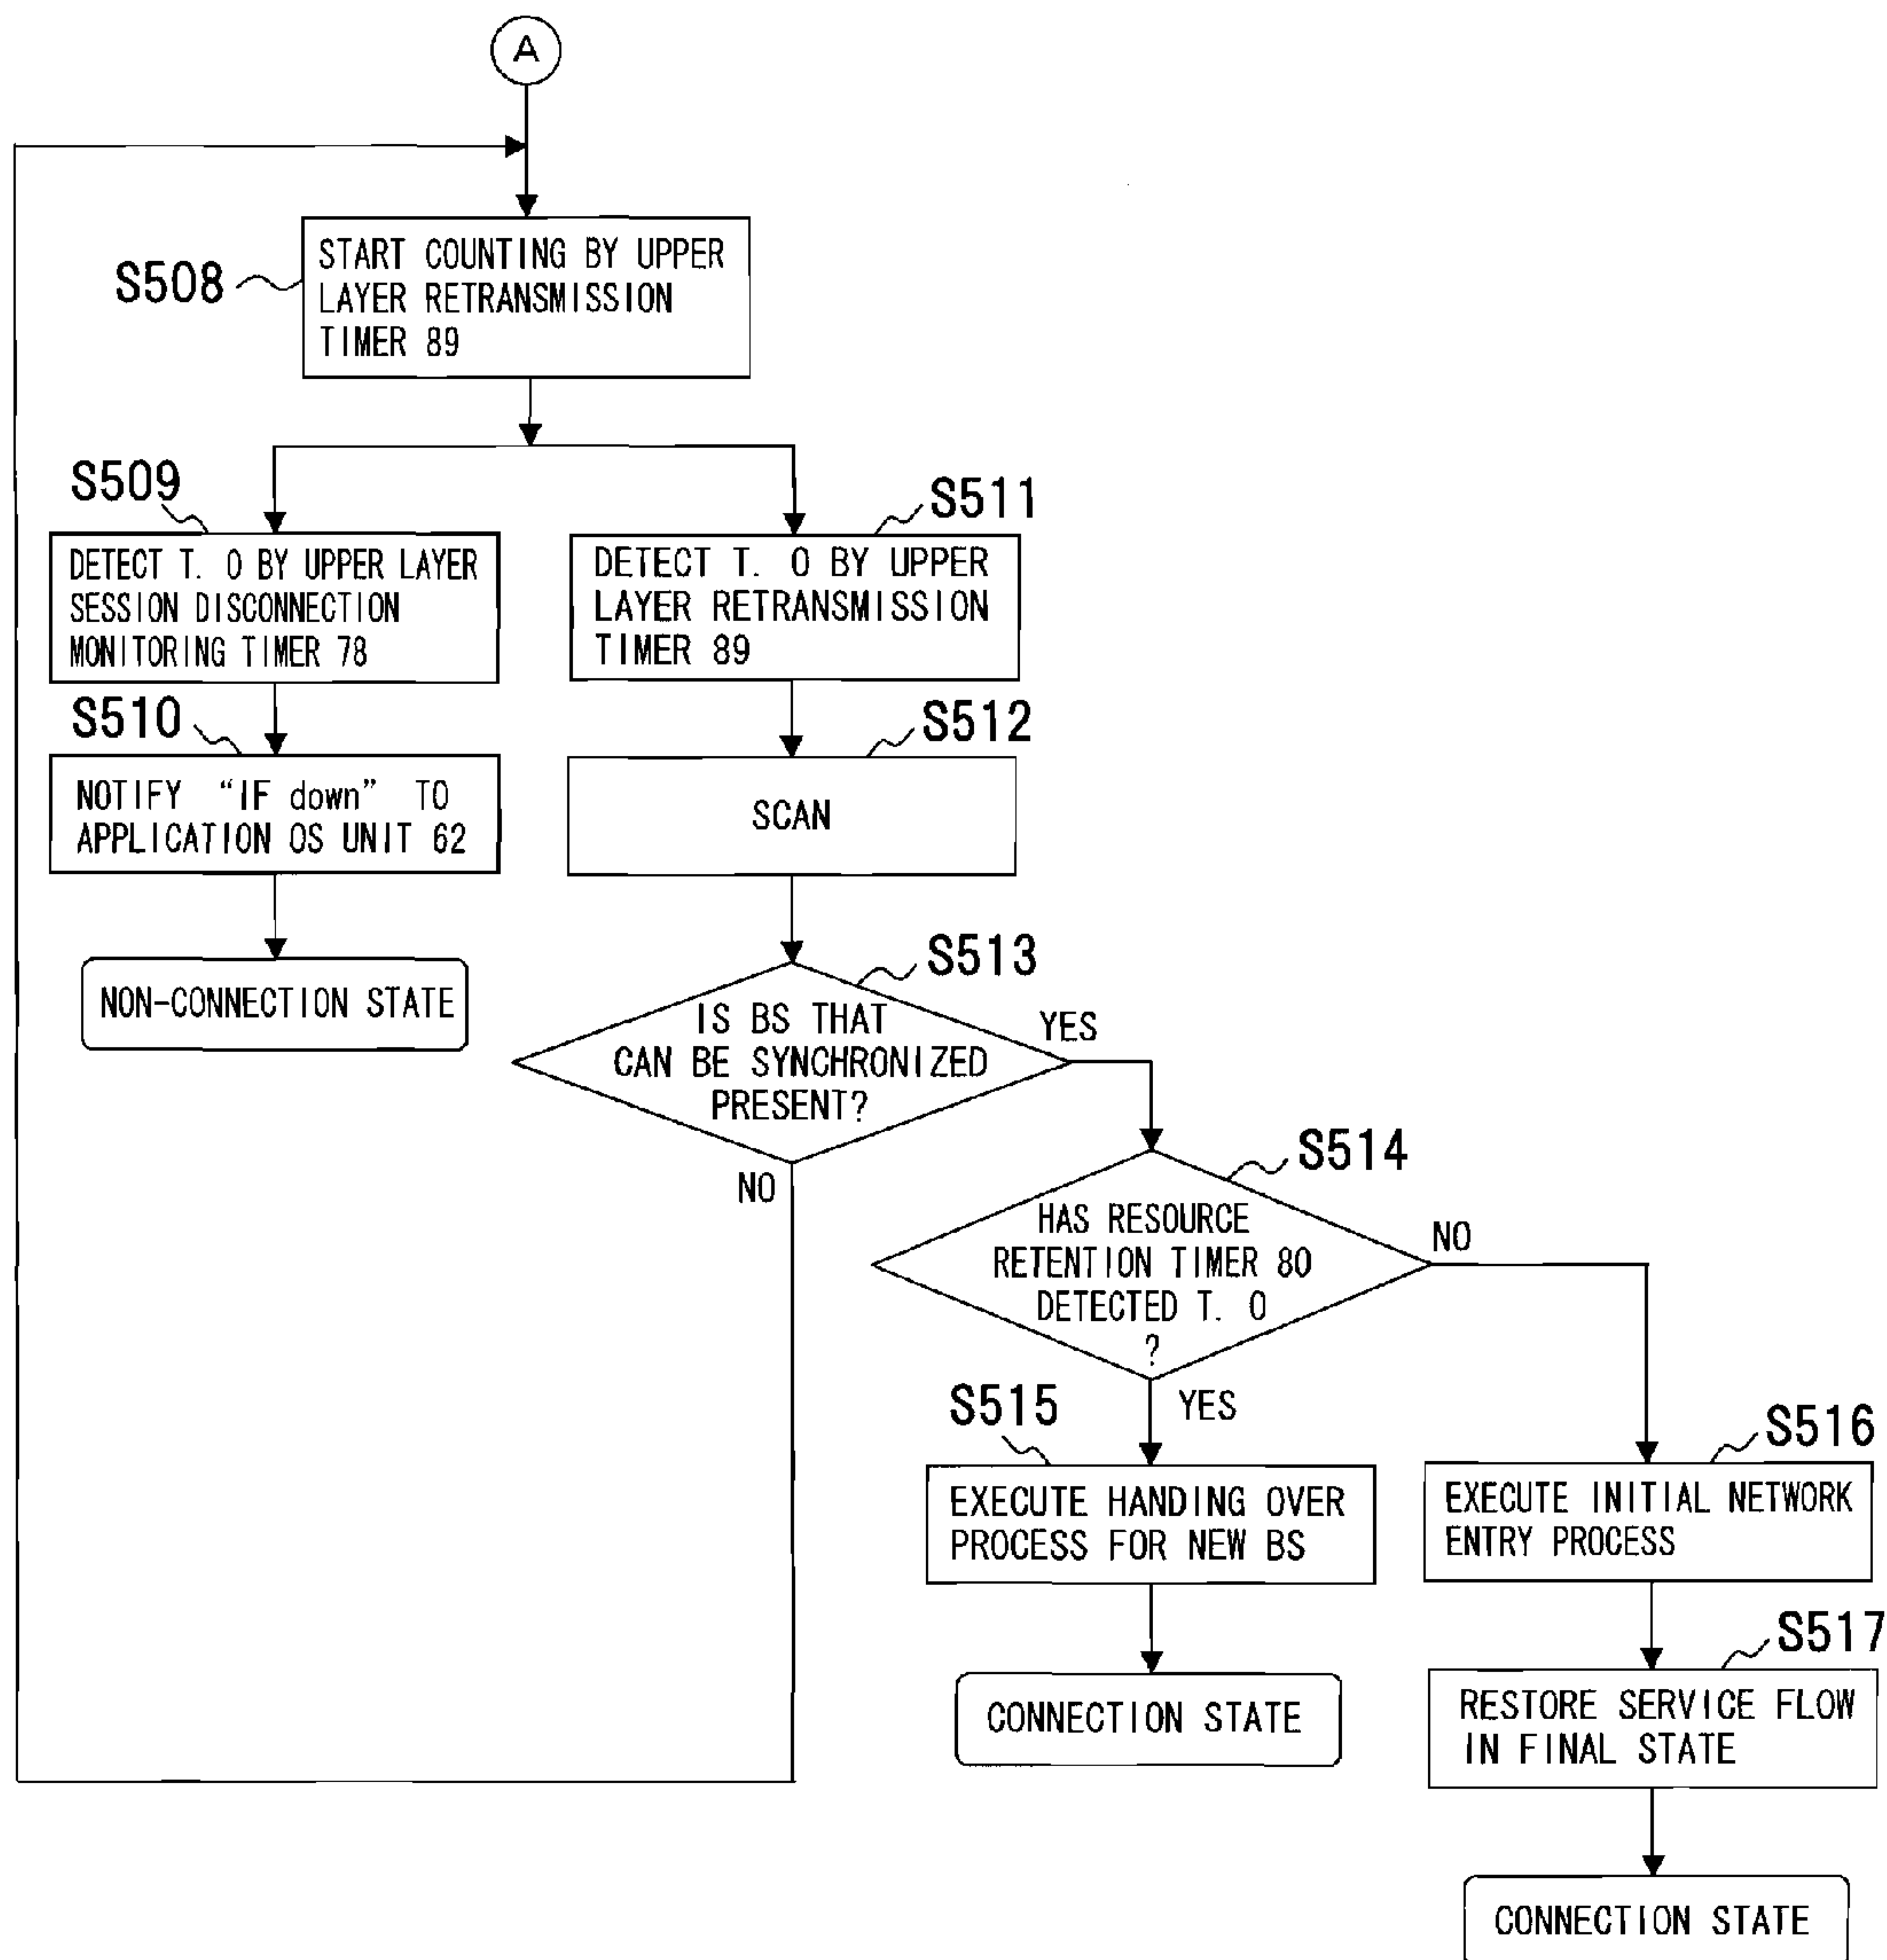 A
S508
START COUNTING BY UPPER
LAYER RETRANSMISSION
TIMER 89
S509
DETECT T. O BY UPPER LAYER
SESSION DISCONNECTION
MONITORING TIMER 78
S511
DETECT T. O BY UPPER
LAYER RETRANSMISSION
TIMER 89
S510
NOTIFY "IF down" TO
APPLICATION OS UNIT 62
S512
SCAN
NON-CONNECTION STATE
S513
IS BS THAT
CAN BE SYNCHRONIZED
PRESENT?
YES
NO
S514
HAS RESOURCE
RETENTION TIMER 80
DETECTED T. O
?
NO
YES
S515
EXECUTE HANDING OVER
PROCESS FOR NEW BS
S516
EXECUTE INITIAL NETWORK
ENTRY PROCESS
CONNECTION STATE
S517
RESTORE SERVICE FLOW
IN FINAL STATE
CONNECTION STATE